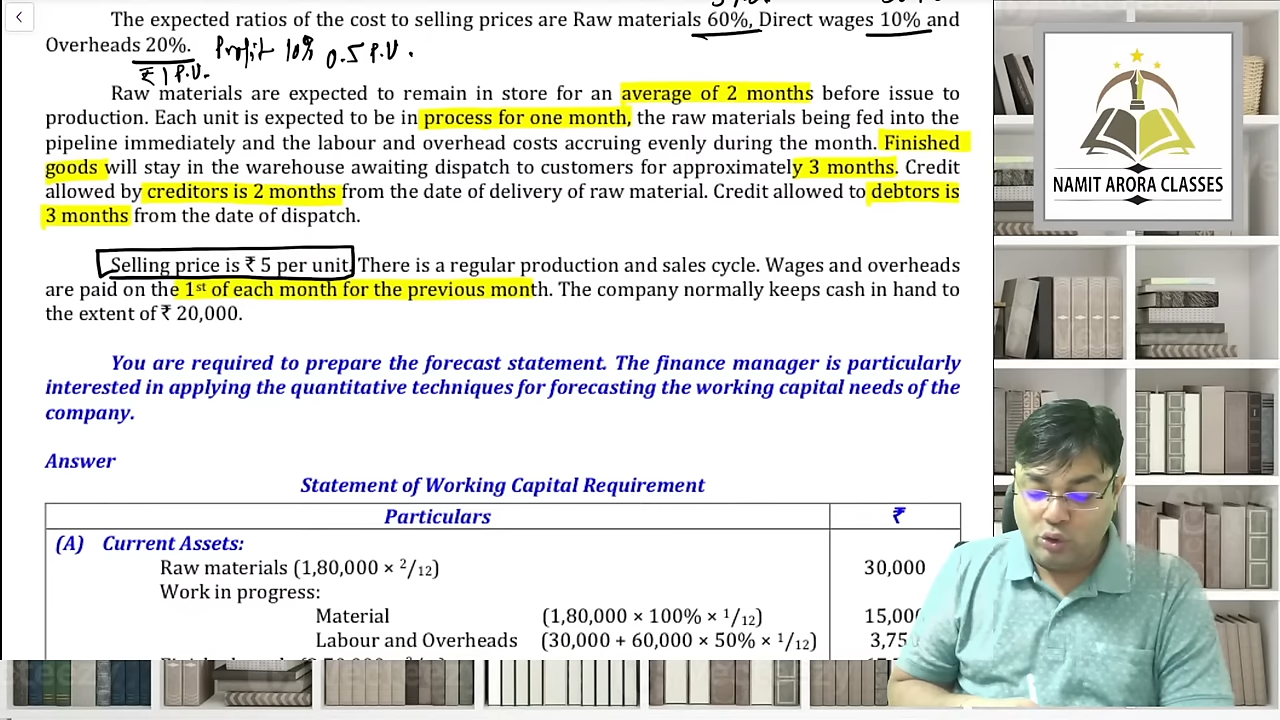 The expected ratios of the cost to selling prices are Raw materials 60%, Direct wages 10% and
Overheads 20%. Profit 10% 0.5 P.U.
₹ 1 P.U.
Raw materials are expected to remain in store for an average of 2 months before issue to
production. Each unit is expected to be in process for one month, the raw materials being fed into the
pipeline immediately and the labour and overhead costs accruing evenly during the month. Finished
goods will stay in the warehouse awaiting dispatch to customers for approximately 3 months. Credit
allowed by creditors is 2 months from the date of delivery of raw material. Credit allowed to debtors is
3 months from the date of dispatch.
Selling price is ₹ 5 per unit. There is a regular production and sales cycle. Wages and overheads
are paid on the 1st of each month for the previous month. The company normally keeps cash in hand to
the extent of ₹ 20,000.
You are required to prepare the forecast statement. The finance manager is particularly
interested in applying the quantitative techniques for forecasting the working capital needs of the
company.
Answer
Statement of Working Capital Requirement
Particulars ₹
(A) Current Assets:
Raw materials (1,80,000 × 2/12) 30,000
Work in progress:
Material (1,80,000 × 100% × 1/12) 15,000
Labour and Overheads (30,000 + 60,000 × 50% × 1/12) 3,75
NAMIT ARORA CLASSES